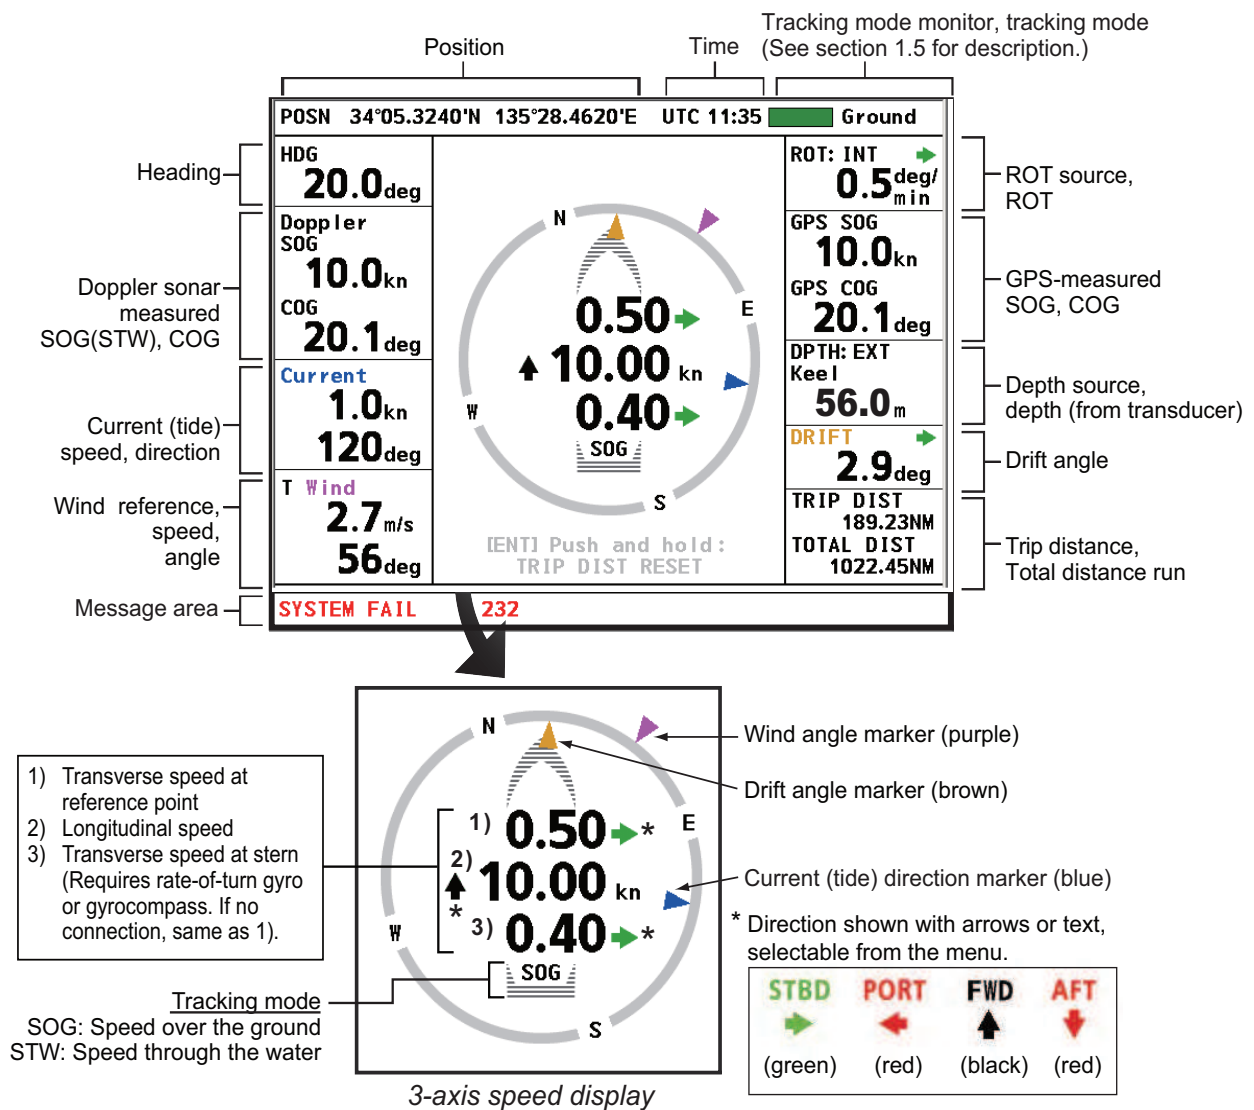 Tracking mode monitor, tracking mode
(See section 1.5 for description.)
Position
Time
POSN 34°05.3240'N 135°28.4620'E UTC 11:35 Ground
Heading
HDG
20.0deg
Doppler sonar
measured
SOG(STW), COG
Doppler
SOG
10.0kn
COG
20.1deg
Current (tide)
speed, direction
Current
1.0kn
120deg
Wind reference,
speed,
angle
T Wind
2.7m/s
56deg
N
E
W
S
0.50
10.00 kn
0.40
SOG
[ENT] Push and hold:
TRIP DIST RESET
ROT: INT
0.5deg/
min
ROT source,
ROT
GPS SOG
10.0kn
GPS COG
20.1deg
GPS-measured
SOG, COG
DPTH: EXT
Keel
56.0m
Depth source,
depth (from transducer)
DRIFT
2.9deg
Drift angle
TRIP DIST
189.23NM
TOTAL DIST
1022.45NM
Trip distance,
Total distance run
Message area
SYSTEM FAIL 232
1) Transverse speed at
reference point
2) Longitudinal speed
3) Transverse speed at stern
(Requires rate-of-turn gyro
or gyrocompass. If no
connection, same as 1).
Tracking mode
SOG: Speed over the ground
STW: Speed through the water
N
E
W
S
1) 0.50 *
2) 10.00 kn
*
3) 0.40 *
SOG
Wind angle marker (purple)
Drift angle marker (brown)
Current (tide) direction marker (blue)
* Direction shown with arrows or text,
selectable from the menu.
STBD PORT FWD AFT
(green) (red) (black) (red)
3-axis speed display